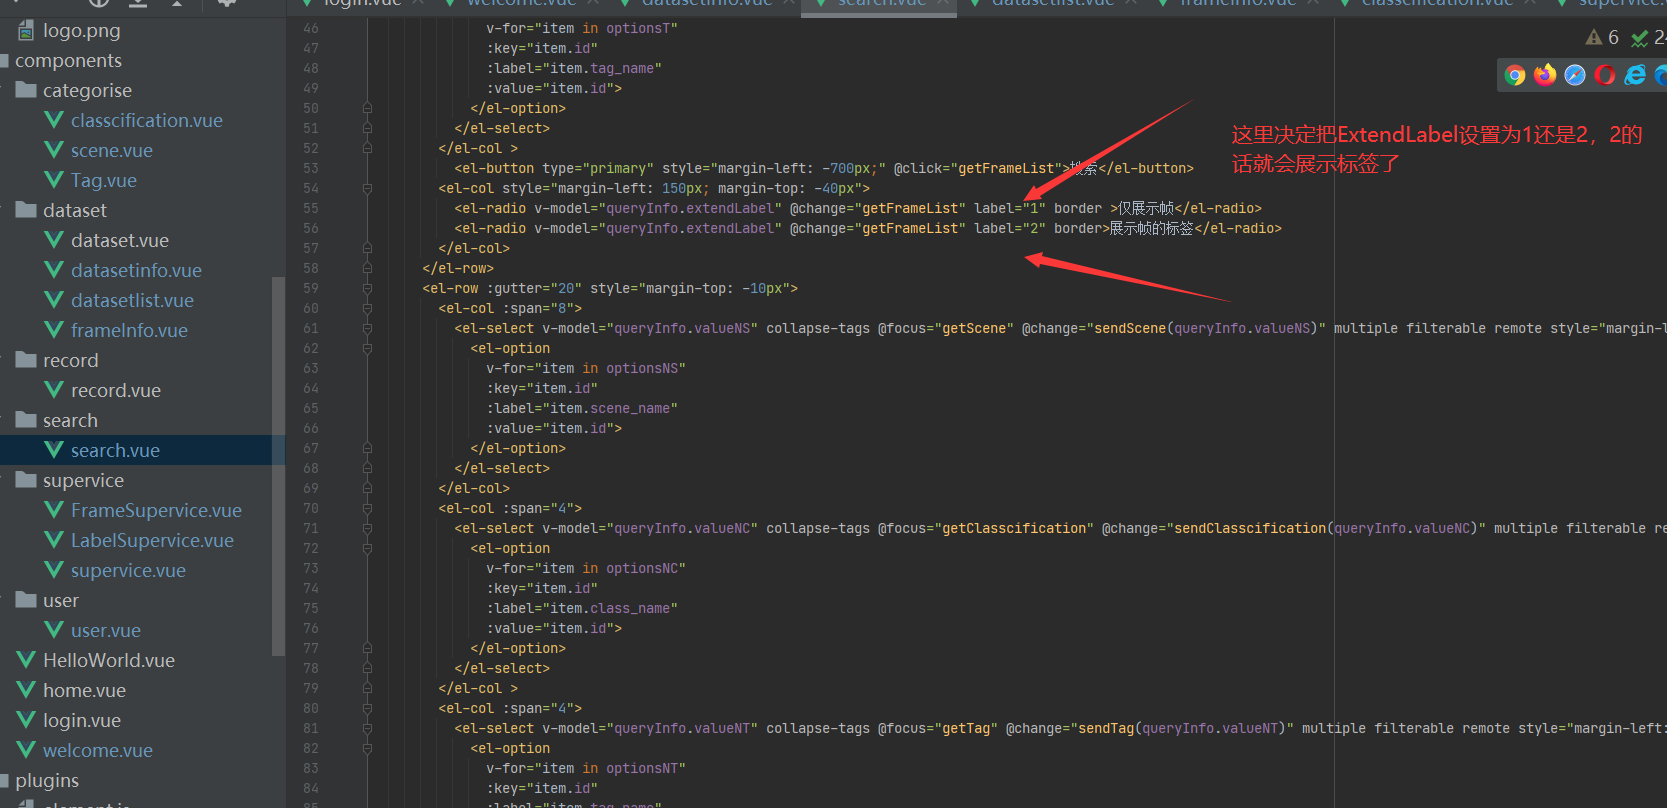 login.vue
welcome.vue
datasetinfo.vue
search.vue
datasetlist.vue
frameInfo.vue
classcification.vue
logo.png
components
categorise
classcification.vue
scene.vue
Tag.vue
dataset
dataset.vue
datasetinfo.vue
datasetlist.vue
frameInfo.vue
record
record.vue
search
search.vue
supervice
FrameSupervice.vue
LabelSupervice.vue
supervice.vue
user
user.vue
HelloWorld.vue
home.vue
login.vue
welcome.vue
plugins
element.js
46 v-for="item in optionsT"
47 :key="item.id"
48 :label="item.tag_name"
49 :value="item.id">
50 </el-option>
51 </el-select>
52 </el-col >
53 <el-button type="primary" style="margin-left: -700px;" @click="getFrameList">搜索</el-button>
54 <el-col style="margin-left: 150px; margin-top: -40px">
55 <el-radio v-model="queryInfo.extendLabel" @change="getFrameList" label="1" border >仅展示帧</el-radio>
56 <el-radio v-model="queryInfo.extendLabel" @change="getFrameList" label="2" border>展示帧的标签</el-radio>
57 </el-col>
58 </el-row>
59 <el-row :gutter="20" style="margin-top: -10px">
60 <el-col :span="8">
61 <el-select v-model="queryInfo.valueNS" collapse-tags @focus="getScene" @change="sendScene(queryInfo.valueNS)" multiple filterable remote style="margin-l
62 <el-option
63 v-for="item in optionsNS"
64 :key="item.id"
65 :label="item.scene_name"
66 :value="item.id">
67 </el-option>
68 </el-select>
69 </el-col>
70 <el-col :span="4">
71 <el-select v-model="queryInfo.valueNC" collapse-tags @focus="getClasscification" @change="sendClasscification(queryInfo.valueNC)" multiple filterable re
72 <el-option
73 v-for="item in optionsNC"
74 :key="item.id"
75 :label="item.class_name"
76 :value="item.id">
77 </el-option>
78 </el-select>
79 </el-col >
80 <el-col :span="4">
81 <el-select v-model="queryInfo.valueNT" collapse-tags @focus="getTag" @change="sendTag(queryInfo.valueNT)" multiple filterable remote style="margin-left:
82 <el-option
83 v-for="item in optionsNT"
84 :key="item.id"
85 :label="item.tag_name"
6
这里决定把ExtendLabel设置为1还是2，2的
话就会展示标签了